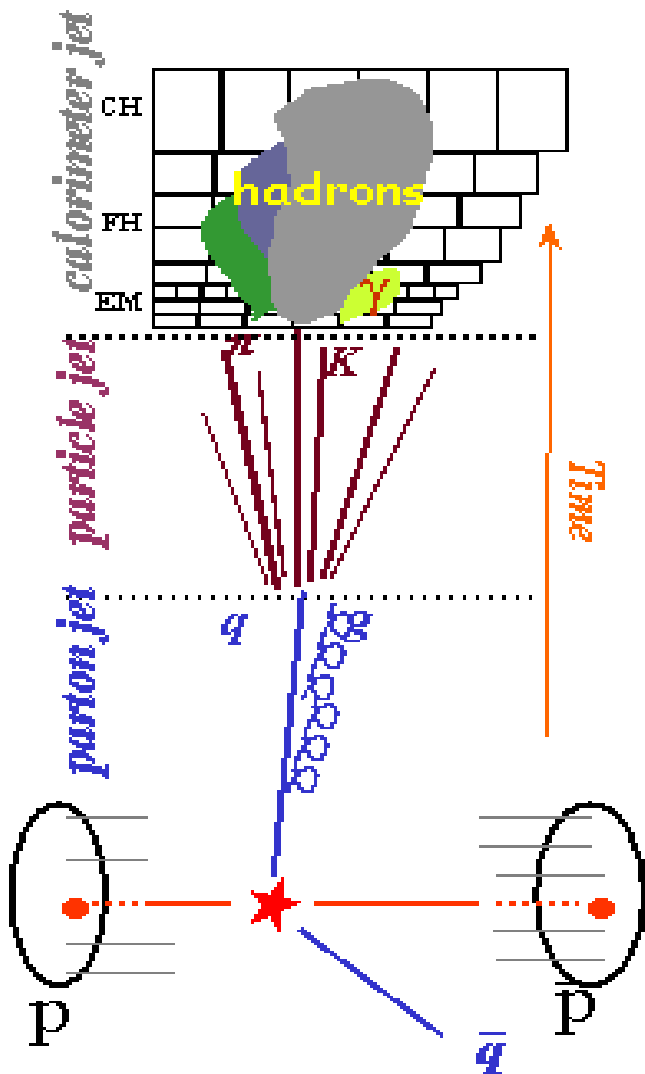 calorimeter jet
CH
hadrons
FH
γ
EM
π
K
particle jet
Time
parton jet
q
g
p
p̅
q̅